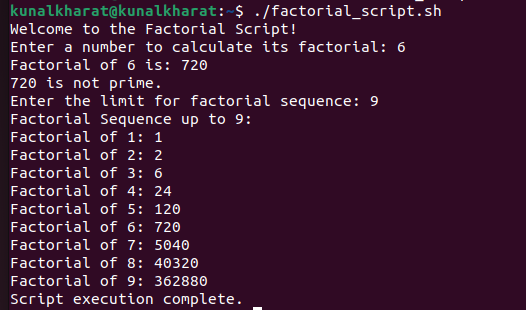 kunalkharat@kunalkharat:~$ ./factorial_script.sh
Welcome to the Factorial Script!
Enter a number to calculate its factorial: 6
Factorial of 6 is: 720
720 is not prime.
Enter the limit for factorial sequence: 9
Factorial Sequence up to 9:
Factorial of 1: 1
Factorial of 2: 2
Factorial of 3: 6
Factorial of 4: 24
Factorial of 5: 120
Factorial of 6: 720
Factorial of 7: 5040
Factorial of 8: 40320
Factorial of 9: 362880
Script execution complete.